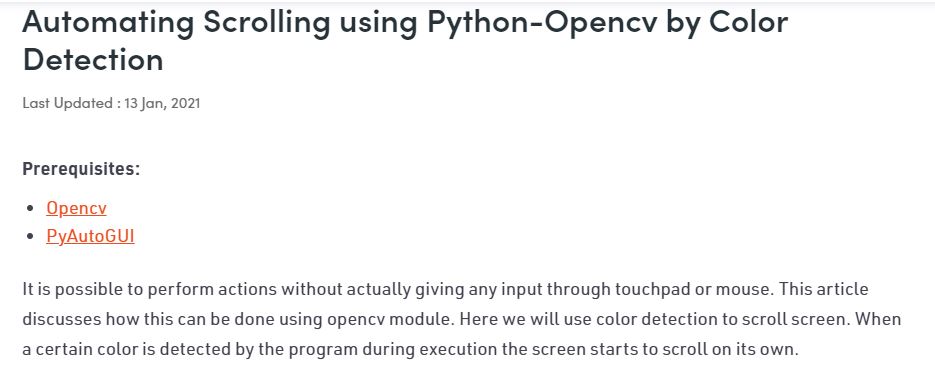 Automating Scrolling using Python-Opencv by Color
Detection
Last Updated : 13 Jan, 2021
Prerequisites:
• Opencv
• PyAutoGUI
It is possible to perform actions without actually giving any input through touchpad or mouse. This article
discusses how this can be done using opencv module. Here we will use color detection to scroll screen. When
a certain color is detected by the program during execution the screen starts to scroll on its own.